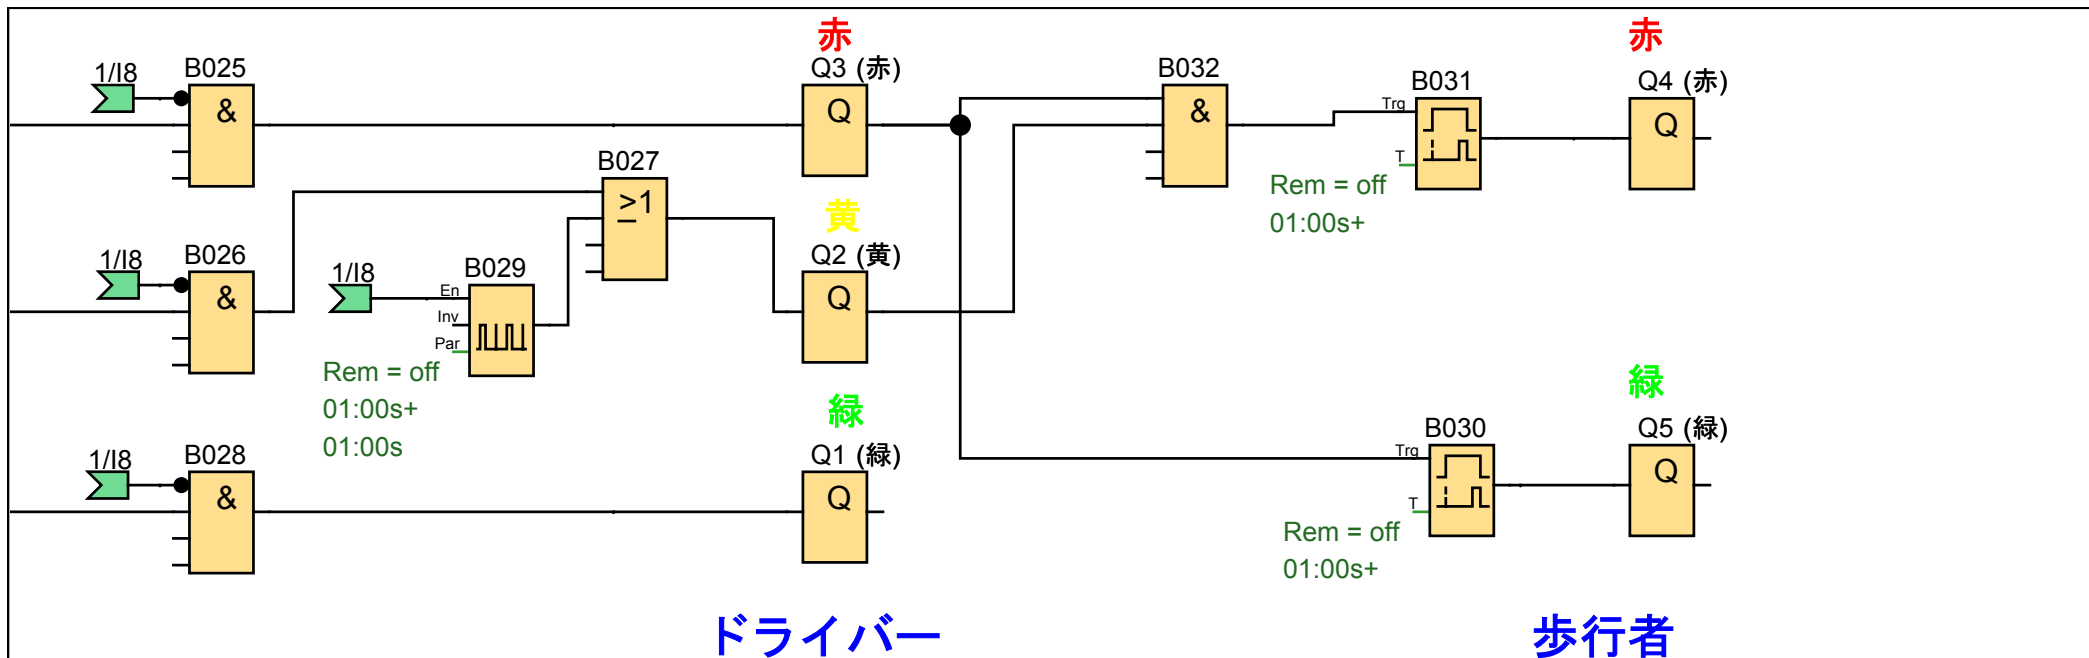 赤
赤
1/I8
B025
&
Q3 (赤)
Q
B032
&
B031
Trg
T
Rem = off
01:00s+
Q4 (赤)
Q
B027
≥1
黄
1/I8
B026
&
1/I8
B029
En
Inv
Par
Rem = off
01:00s+
01:00s
Q2 (黄)
Q
緑
緑
1/I8
B028
&
Q1 (緑)
Q
B030
Trg
T
Rem = off
01:00s+
Q5 (緑)
Q
ドライバー
歩行者